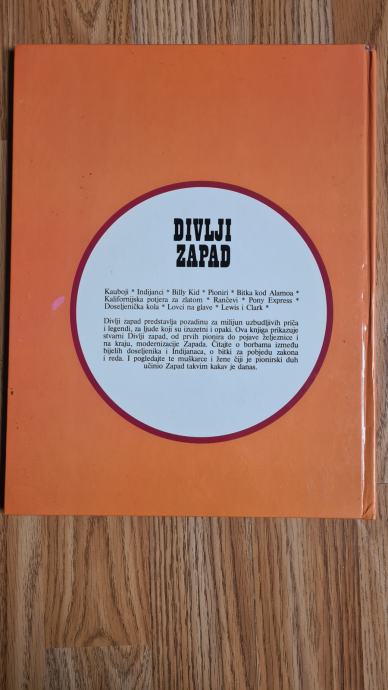 DIVLJI
ZAPAD
Kauboji * Indijanci * Billy Kid * Pioniri * Bitka kod Alamoa *
Kalifornijska potjera za zlatom * Rančevi * Pony Express *
Doseljenička kola * Lovci na glave * Lewis i Clark *
Divlji zapad predstavlja pozadinu za milijun uzbudljivih priča
i legendi, za ljude koji su izuzetni i opaki. Ova knjiga prikazuje
stvarni Divlji zapad, od prvih pionira do pojave željeznice i
na kraju, modernizacije Zapada. Čitajte o borbama između
bijelih doseljenika i Indijanaca, o bitki za pobjedu zakona
i reda. I pogledajte te muškarce i žene čiji je pionirski duh
učinio Zapad takvim kakav je danas.